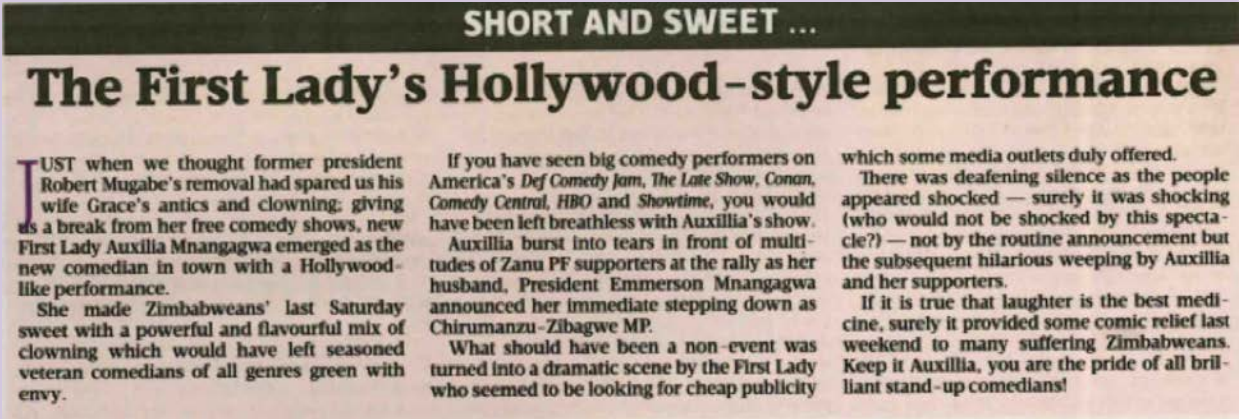 SHORT AND SWEET ...
The First Lady's Hollywood-style performance
JUST when we thought former president
Robert Mugabe's removal had spared us his
wife Grace's antics and clowning; giving
us a break from her free comedy shows, new
First Lady Auxilia Mnangagwa emerged as the
new comedian in town with a Hollywood-
like performance.
She made Zimbabweans' last Saturday
sweet with a powerful and flavourful mix of
clowning which would have left seasoned
veteran comedians of all genres green with
envy.
If you have seen big comedy performers on
America's Def Comedy Jam, The Late Show, Conan,
Comedy Central, HBO and Showtime, you would
have been left breathless with Auxillia's show.
Auxillia burst into tears in front of multi-
tudes of Zanu PF supporters at the rally as her
husband, President Emmerson Mnangagwa
announced her immediate stepping down as
Chirumanzu-Zibagwe MP.
What should have been a non-event was
turned into a dramatic scene by the First Lady
who seemed to be looking for cheap publicity
which some media outlets duly offered.
There was deafening silence as the people
appeared shocked — surely it was shocking
(who would not be shocked by this specta-
cle?) — not by the routine announcement but
the subsequent hilarious weeping by Auxillia
and her supporters.
If it is true that laughter is the best medi-
cine, surely it provided some comic relief last
weekend to many suffering Zimbabweans.
Keep it Auxillia, you are the pride of all bril-
liant stand-up comedians!